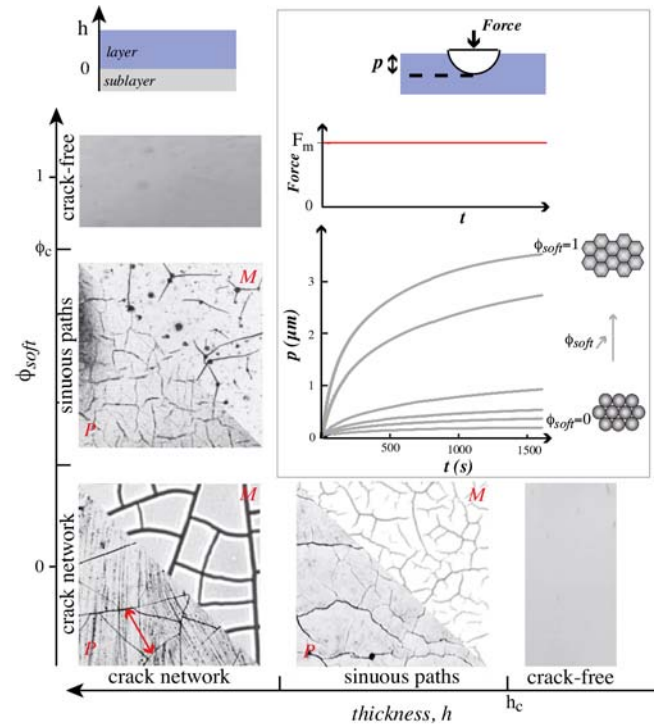 h
layer
0
sublayer
Force
p
F_m
Force
0
t
crack-free
1
ϕ_c
ϕ_soft
sinuous paths
M
P
ϕ_soft=1
3
2
1
0
p (μm)
ϕ_soft ↗
ϕ_soft=0
500
1000
1500
t (s)
0
crack network
M
P
M
P
crack network
sinuous paths
crack-free
h_c
thickness, h